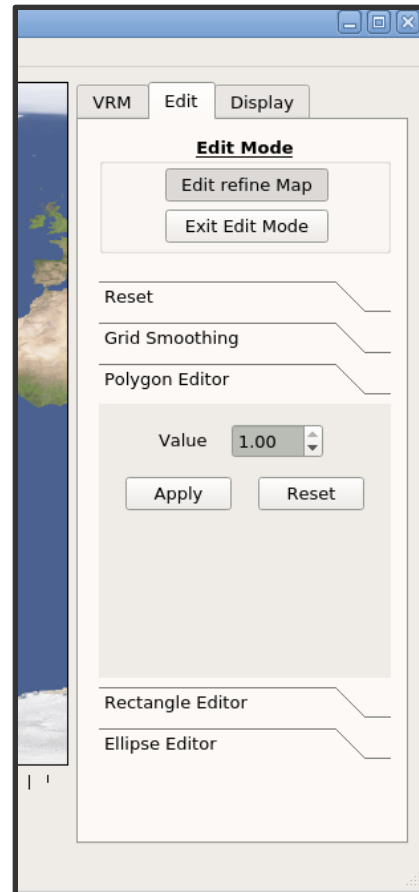 VRM Edit Display
Edit Mode
Edit refine Map
Exit Edit Mode
Reset
Grid Smoothing
Polygon Editor
Value 1.00
Apply Reset
Rectangle Editor
Ellipse Editor